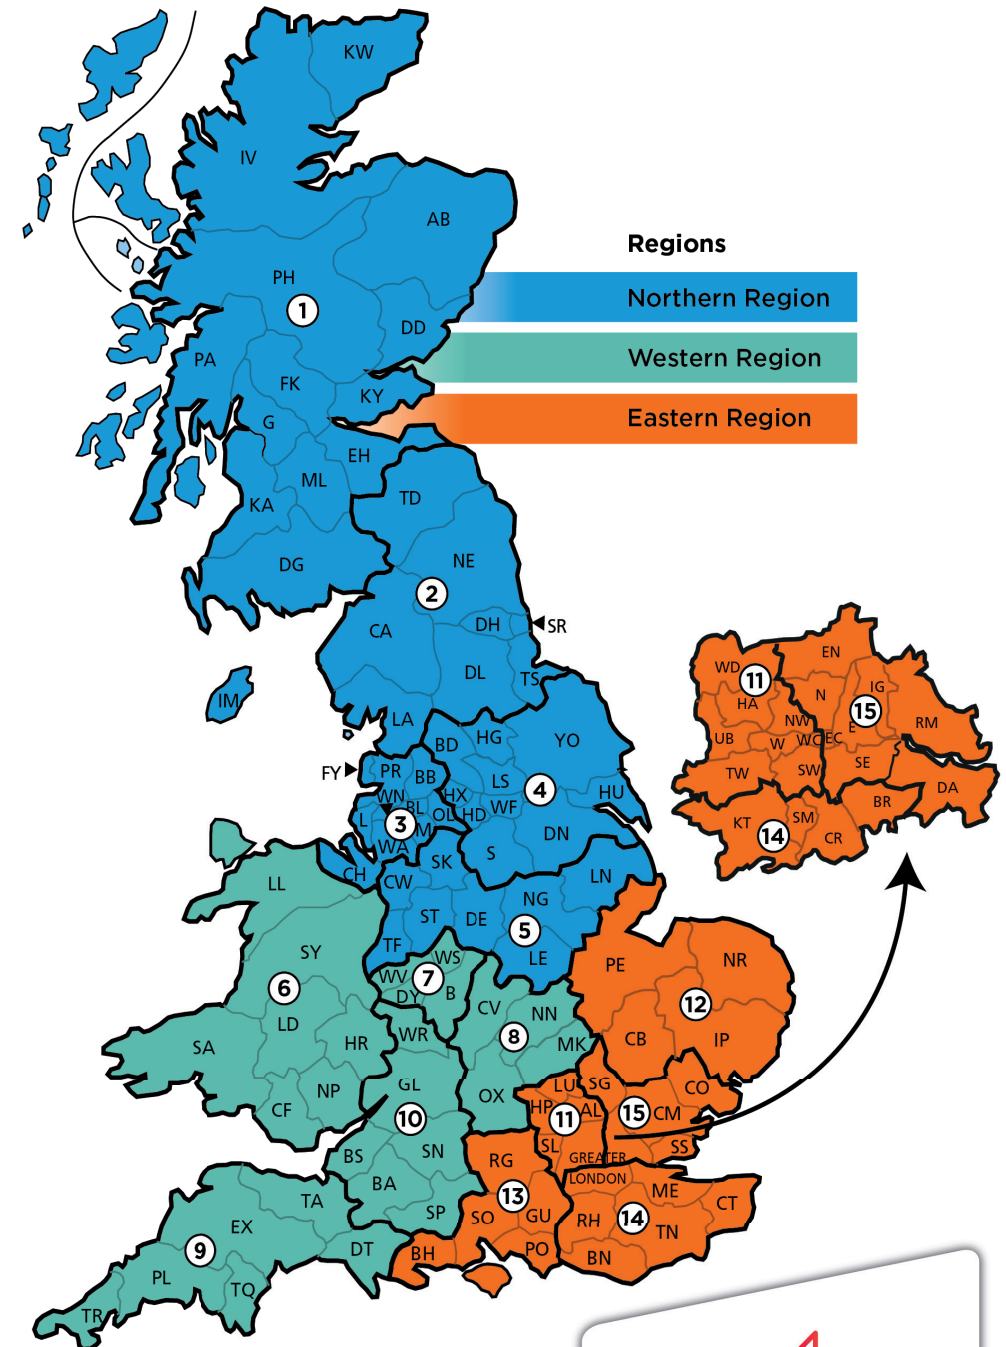 KW
IV
AB
Regions
PH
Northern Region
1
DD
PA
Western Region
FK
KY
Eastern Region
G
EH
ML
TD
KA
DG
NE
2
DH
SR
CA
DL
TS
IM
LA
BD
HG
YO
FY
PR
BB
LS
HU
WN
HX
4
BL
OL
HD
WF
L
3
M
DN
WA
SK
S
CH
CW
LN
ST
DE
NG
5
TF
LE
EN
WD
11
IG
N
HA
15
NW
E
RM
UB
W
WC
EC
TW
SW
SE
DA
BR
KT
SM
14
CR
LL
SY
WS
WV
7
PE
NR
6
DY
B
CV
NN
12
LD
HR
WR
8
MK
CB
IP
SA
NP
GL
OX
LU
SG
CO
CF
HP
AL
15
CM
10
11
BS
SN
SL
SS
GREATER
RG
LONDON
BA
ME
TA
13
CT
SP
SO
GU
RH
14
TN
EX
9
DT
BH
PO
BN
PL
TQ
TR